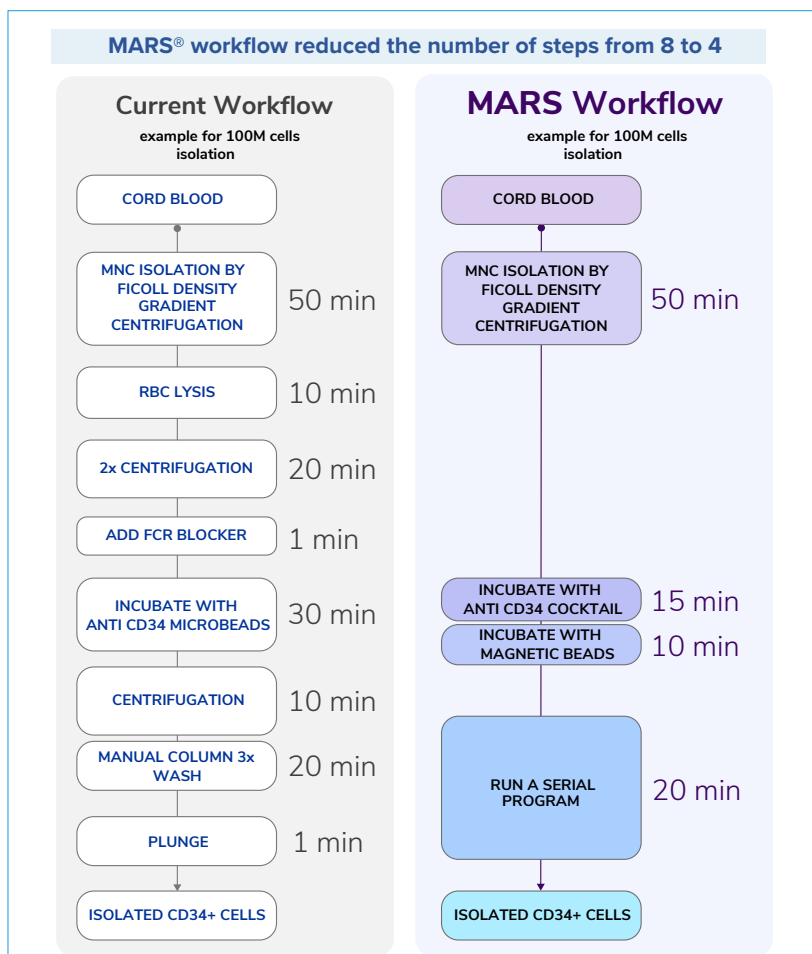 MARS® workflow reduced the number of steps from 8 to 4
Current Workflow
example for 100M cells
isolation
CORD BLOOD
MNC ISOLATION BY
FICOLL DENSITY
GRADIENT
CENTRIFUGATION
50 min
RBC LYSIS
10 min
2x CENTRIFUGATION
20 min
ADD FCR BLOCKER
1 min
INCUBATE WITH
ANTI CD34 MICROBEADS
30 min
CENTRIFUGATION
10 min
MANUAL COLUMN 3x
WASH
20 min
PLUNGE
1 min
ISOLATED CD34+ CELLS
MARS Workflow
example for 100M cells
isolation
CORD BLOOD
MNC ISOLATION BY
FICOLL DENSITY
GRADIENT
CENTRIFUGATION
50 min
INCUBATE WITH
ANTI CD34 COCKTAIL
15 min
INCUBATE WITH
MAGNETIC BEADS
10 min
RUN A SERIAL
PROGRAM
20 min
ISOLATED CD34+ CELLS